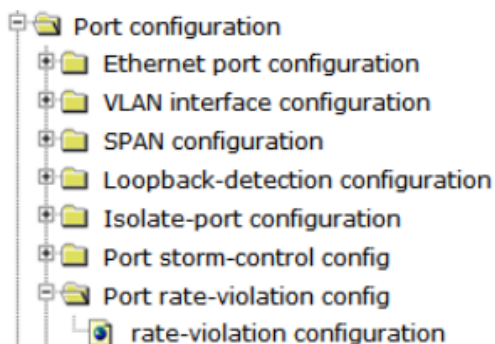 Port configuration
Ethernet port configuration
VLAN interface configuration
SPAN configuration
Loopback-detection configuration
Isolate-port configuration
Port storm-control config
Port rate-violation config
rate-violation configuration